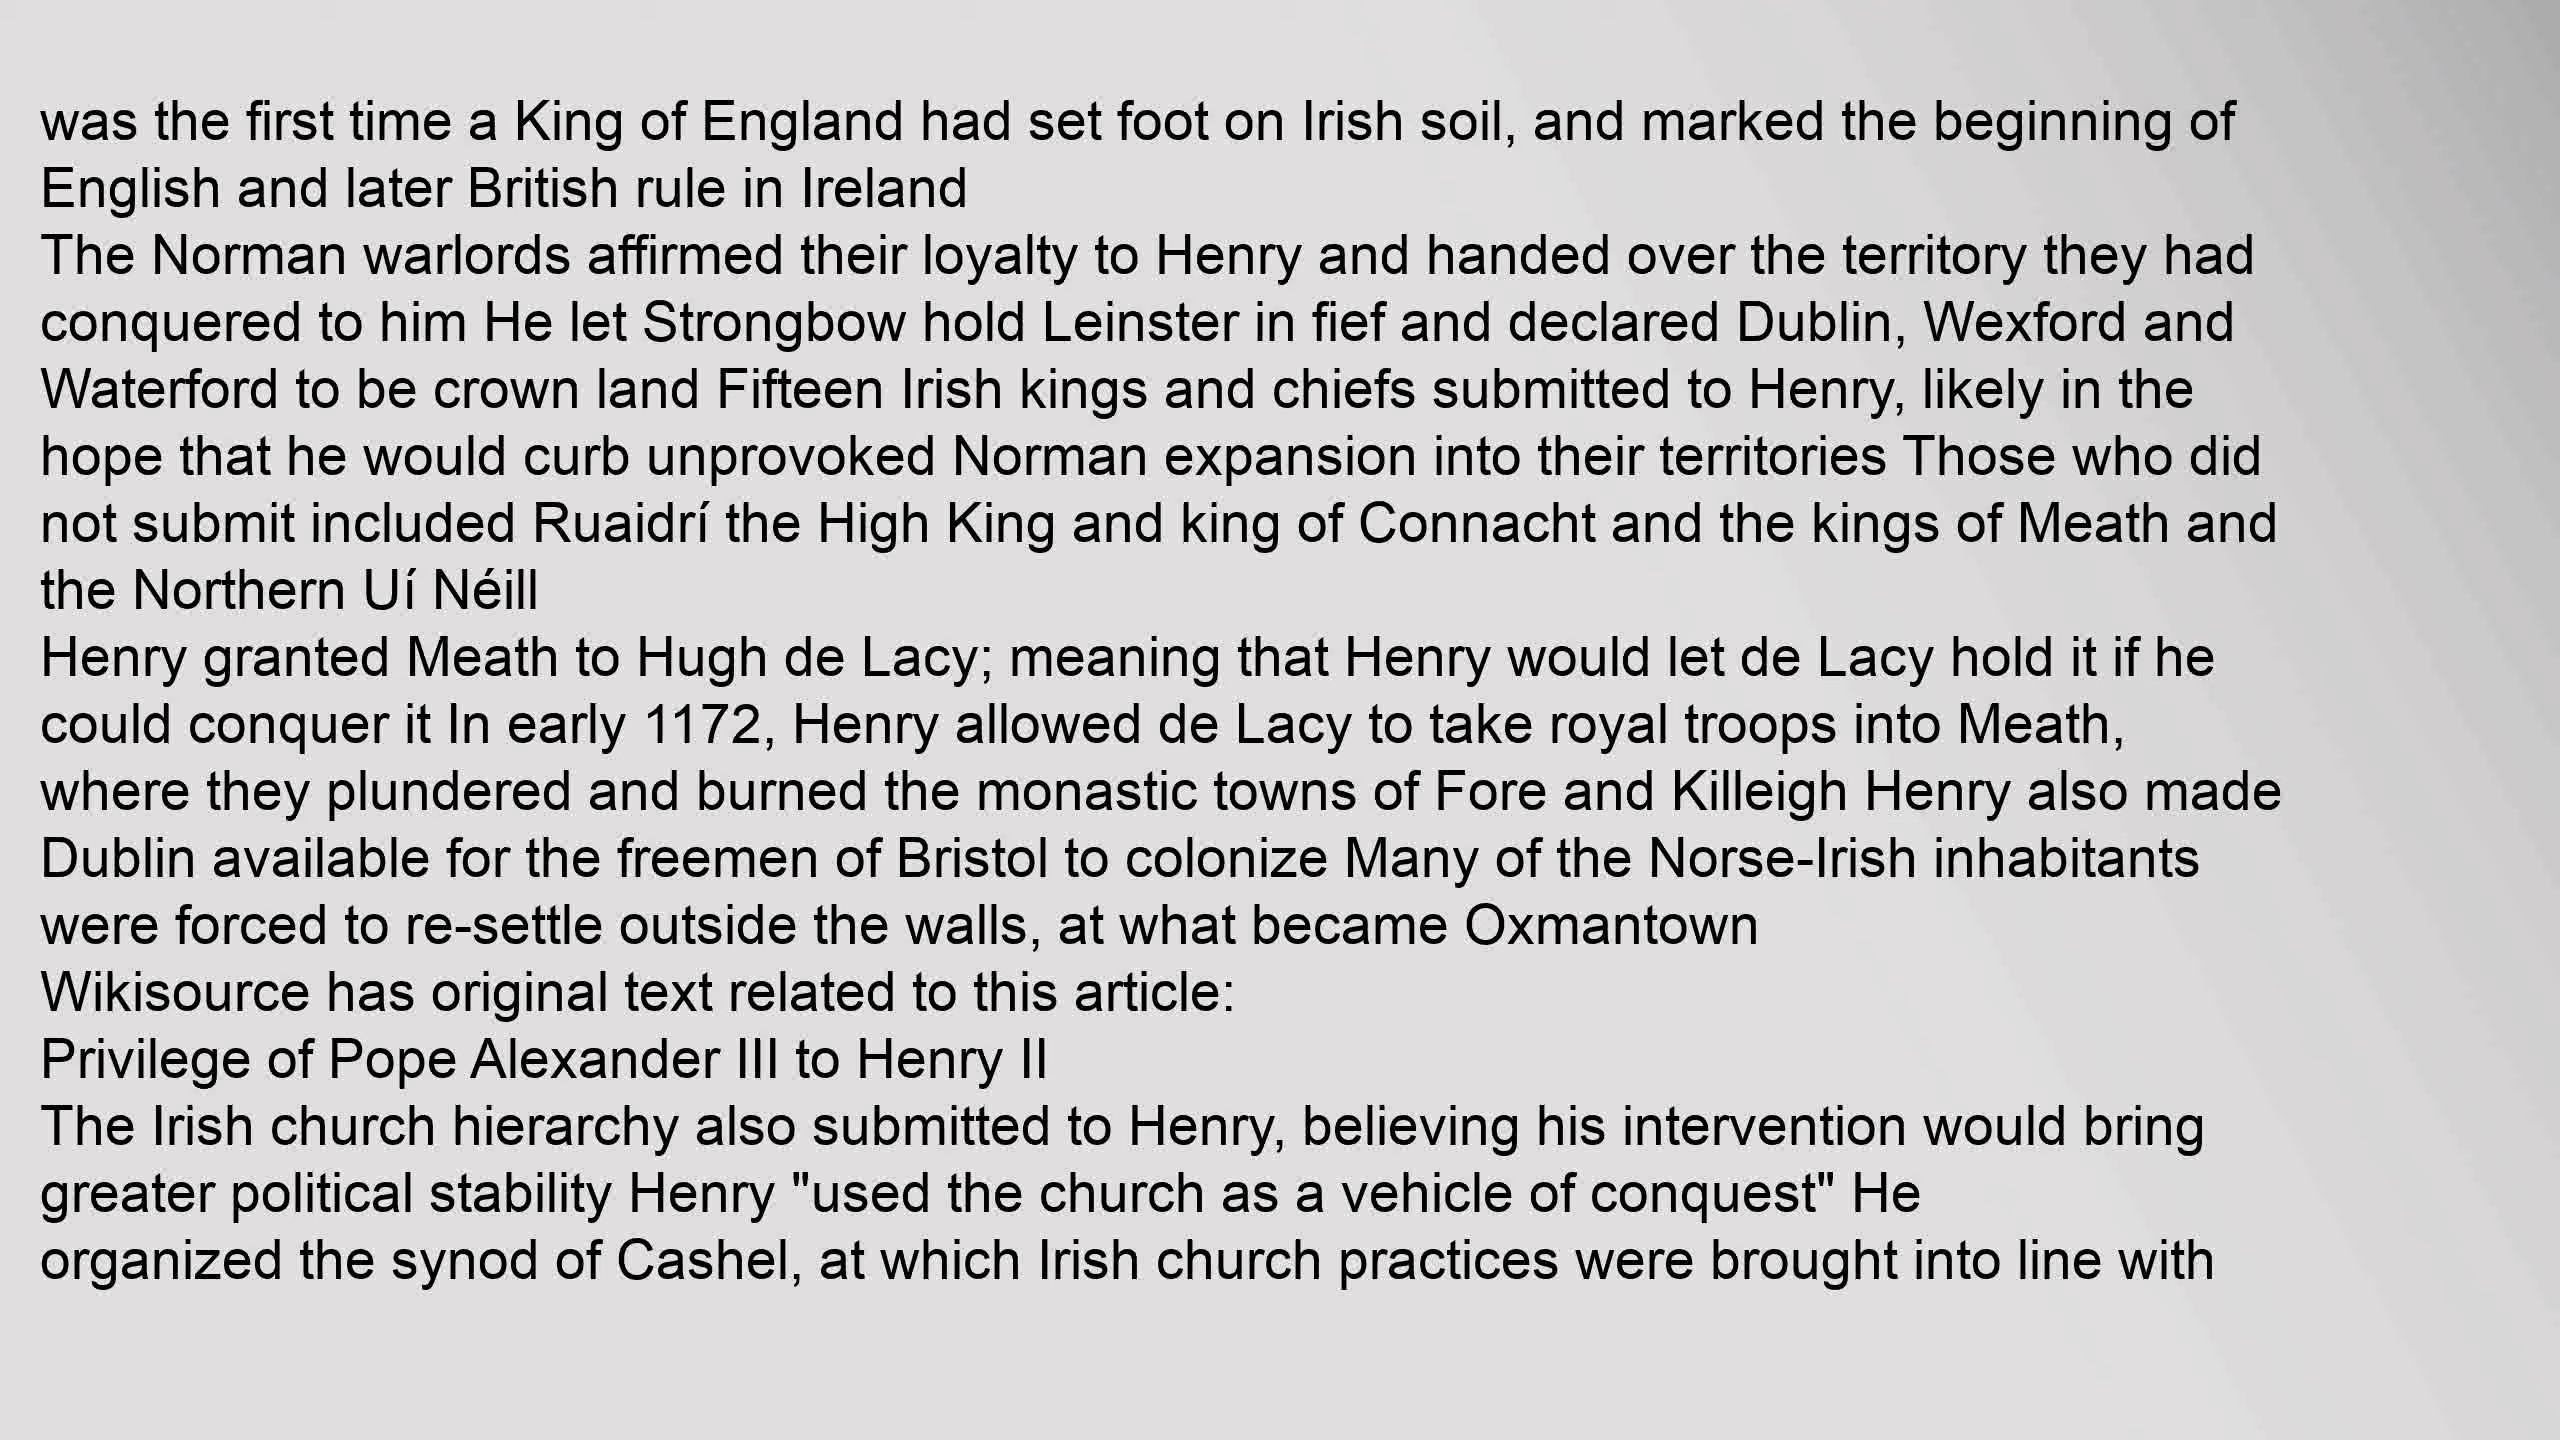 was the first time a King of England had set foot on Irish soil, and marked the beginning of
English and later British rule in Ireland
The Norman warlords affirmed their loyalty to Henry and handed over the territory they had
conquered to him He let Strongbow hold Leinster in fief and declared Dublin, Wexford and
Waterford to be crown land Fifteen Irish kings and chiefs submitted to Henry, likely in the
hope that he would curb unprovoked Norman expansion into their territories Those who did
not submit included Ruaidrí the High King and king of Connacht and the kings of Meath and
the Northern Uí Néill
Henry granted Meath to Hugh de Lacy; meaning that Henry would let de Lacy hold it if he
could conquer it In early 1172, Henry allowed de Lacy to take royal troops into Meath,
where they plundered and burned the monastic towns of Fore and Killeigh Henry also made
Dublin available for the freemen of Bristol to colonize Many of the Norse-Irish inhabitants
were forced to re-settle outside the walls, at what became Oxmantown
Wikisource has original text related to this article:
Privilege of Pope Alexander III to Henry II
The Irish church hierarchy also submitted to Henry, believing his intervention would bring
greater political stability Henry "used the church as a vehicle of conquest" He
organized the synod of Cashel, at which Irish church practices were brought into line with